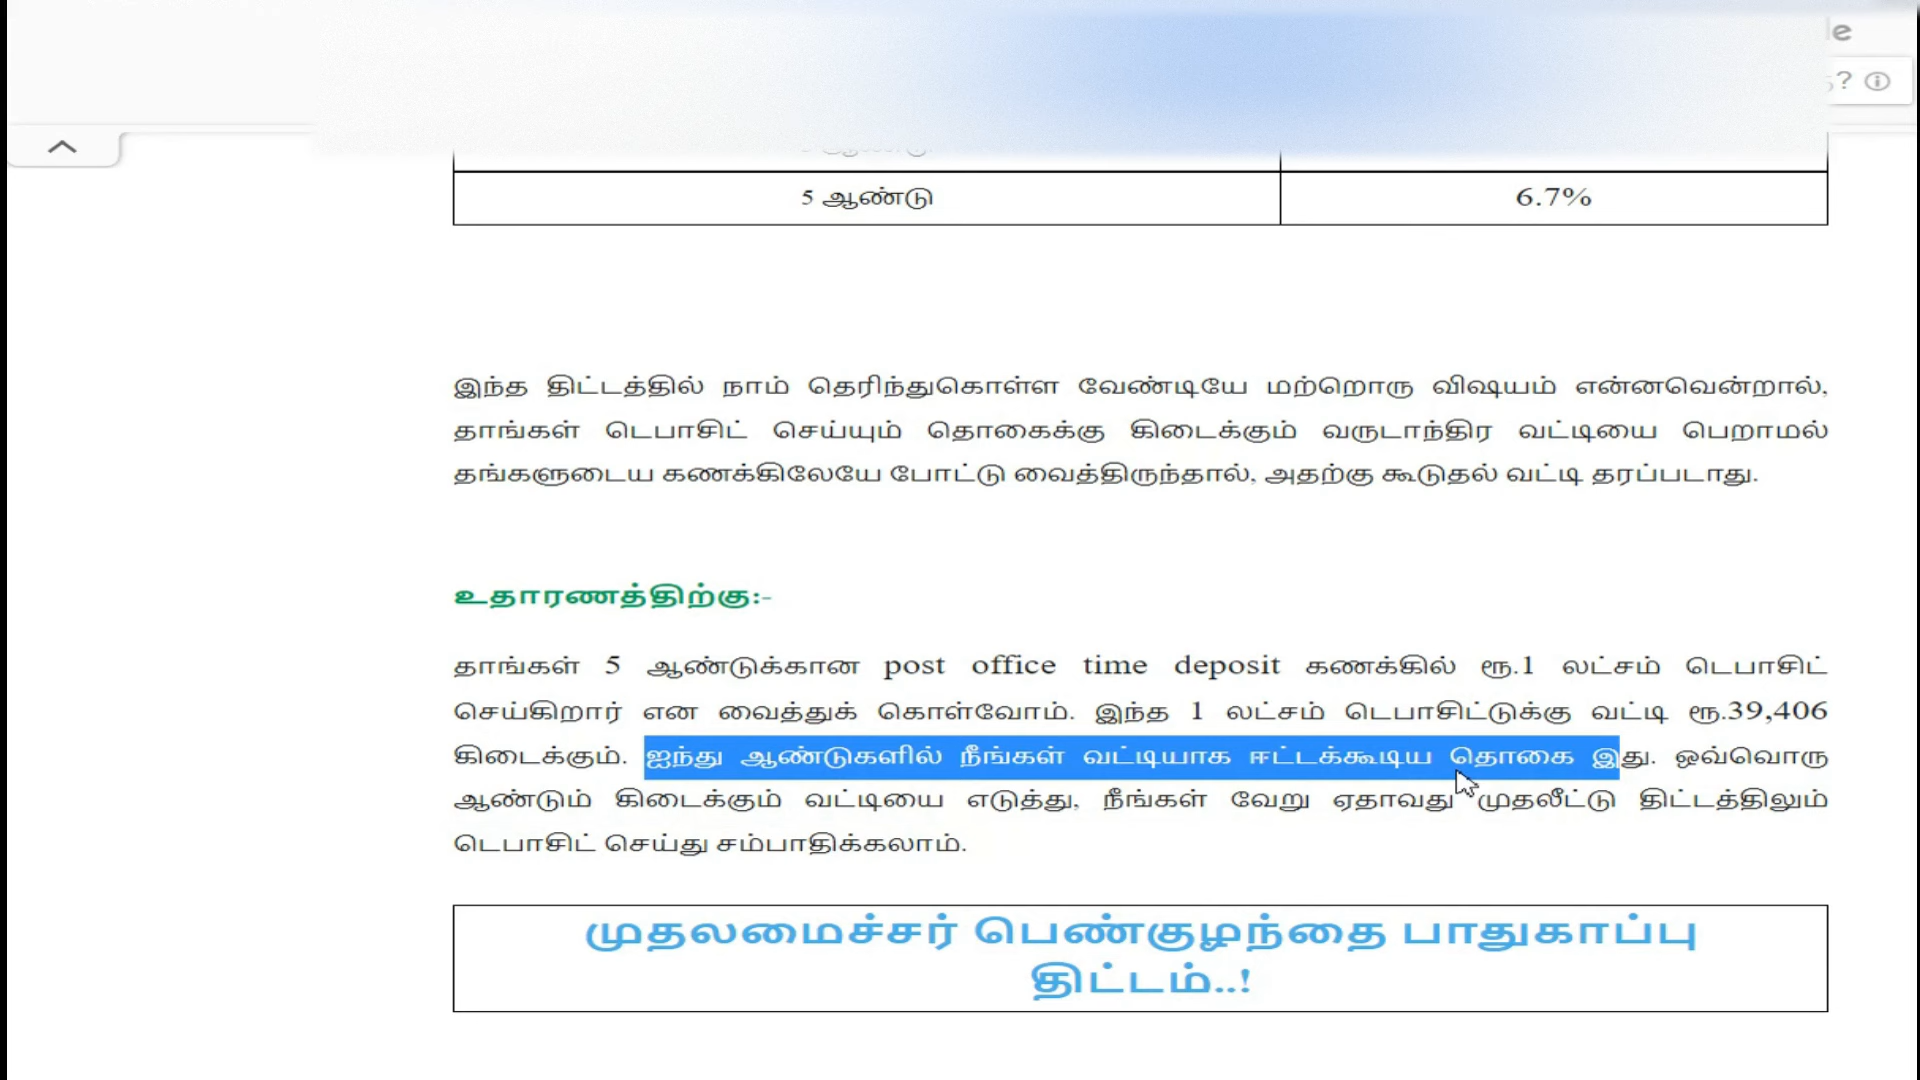 5 ஆண்டு 6.7%
இந்த திட்டத்தில் நாம் தெரிந்துகொள்ள வேண்டியே மற்றொரு விஷயம் என்னவென்றால்,
தாங்கள் டெபாசிட் செய்யும் தொகைக்கு கிடைக்கும் வருடாந்திர வட்டியை பெறாமல்
தங்களுடைய கணக்கிலேயே போட்டு வைத்திருந்தால், அதற்கு கூடுதல் வட்டி தரப்படாது.
உதாரணத்திற்கு:-
தாங்கள் 5 ஆண்டுக்கான post office time deposit கணக்கில் ரூ.1 லட்சம் டெபாசிட்
செய்கிறார் என வைத்துக் கொள்வோம். இந்த 1 லட்சம் டெபாசிட்டுக்கு வட்டி ரூ.39,406
கிடைக்கும். ஐந்து ஆண்டுகளில் நீங்கள் வட்டியாக ஈட்டக்கூடிய தொகை இது. ஒவ்வொரு
ஆண்டும் கிடைக்கும் வட்டியை எடுத்து, நீங்கள் வேறு ஏதாவது முதலீட்டு திட்டத்திலும்
டெபாசிட் செய்து சம்பாதிக்கலாம்.
முதலமைச்சர் பெண்குழந்தை பாதுகாப்பு
திட்டம்..!